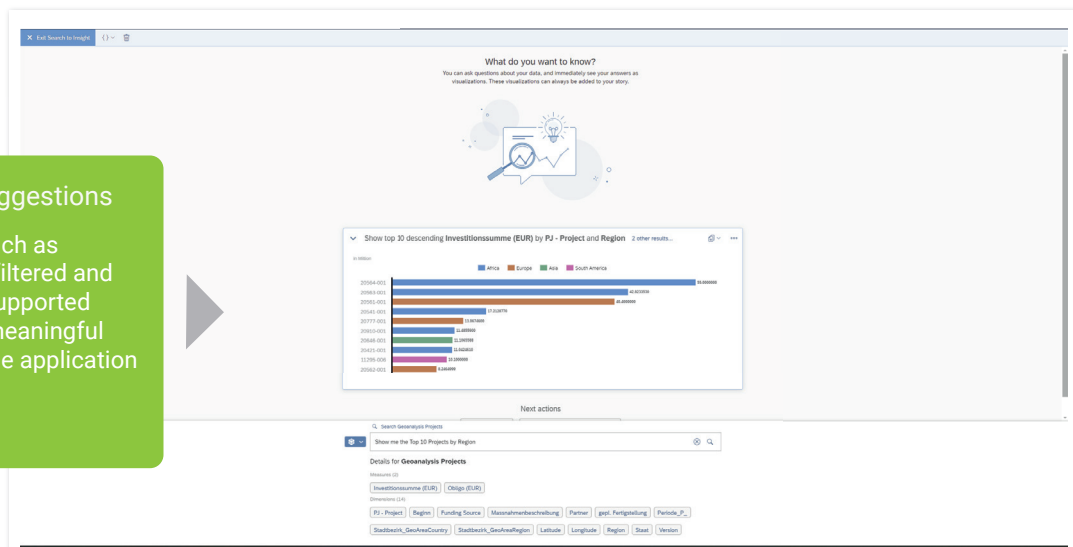 Exit Search to Insight
What do you want to know?
You can ask questions about your data, and immediately see your answers as
visualizations. These visualizations can always be added to your story.
ggestions
ch as
filtered and
upported
neaningful
e application
Show top 10 descending Investitionssumme (EUR) by PJ - Project and Region 2 other results...
in Million
Africa Europe Asia South America
20564-001
20563-001
20561-001
20541-001
20777-001
20910-001
20648-001
20421-001
11295-006
20562-001
Next actions
Search Geoanalysis Projects
Show me the Top 10 Projects by Region
Details for Geoanalysis Projects
Measures (2)
Investitionssumme (EUR) Obligo (EUR)
Dimensions (14)
PJ - Project Beginn Funding Source Massnahmenbeschreibung Partner gepl. Fertigstellung Periode_P_
Stadtbezirk_GeoAreaCountry Stadtbezirk_GeoAreaRegion Latitude Longitude Region Staat Version